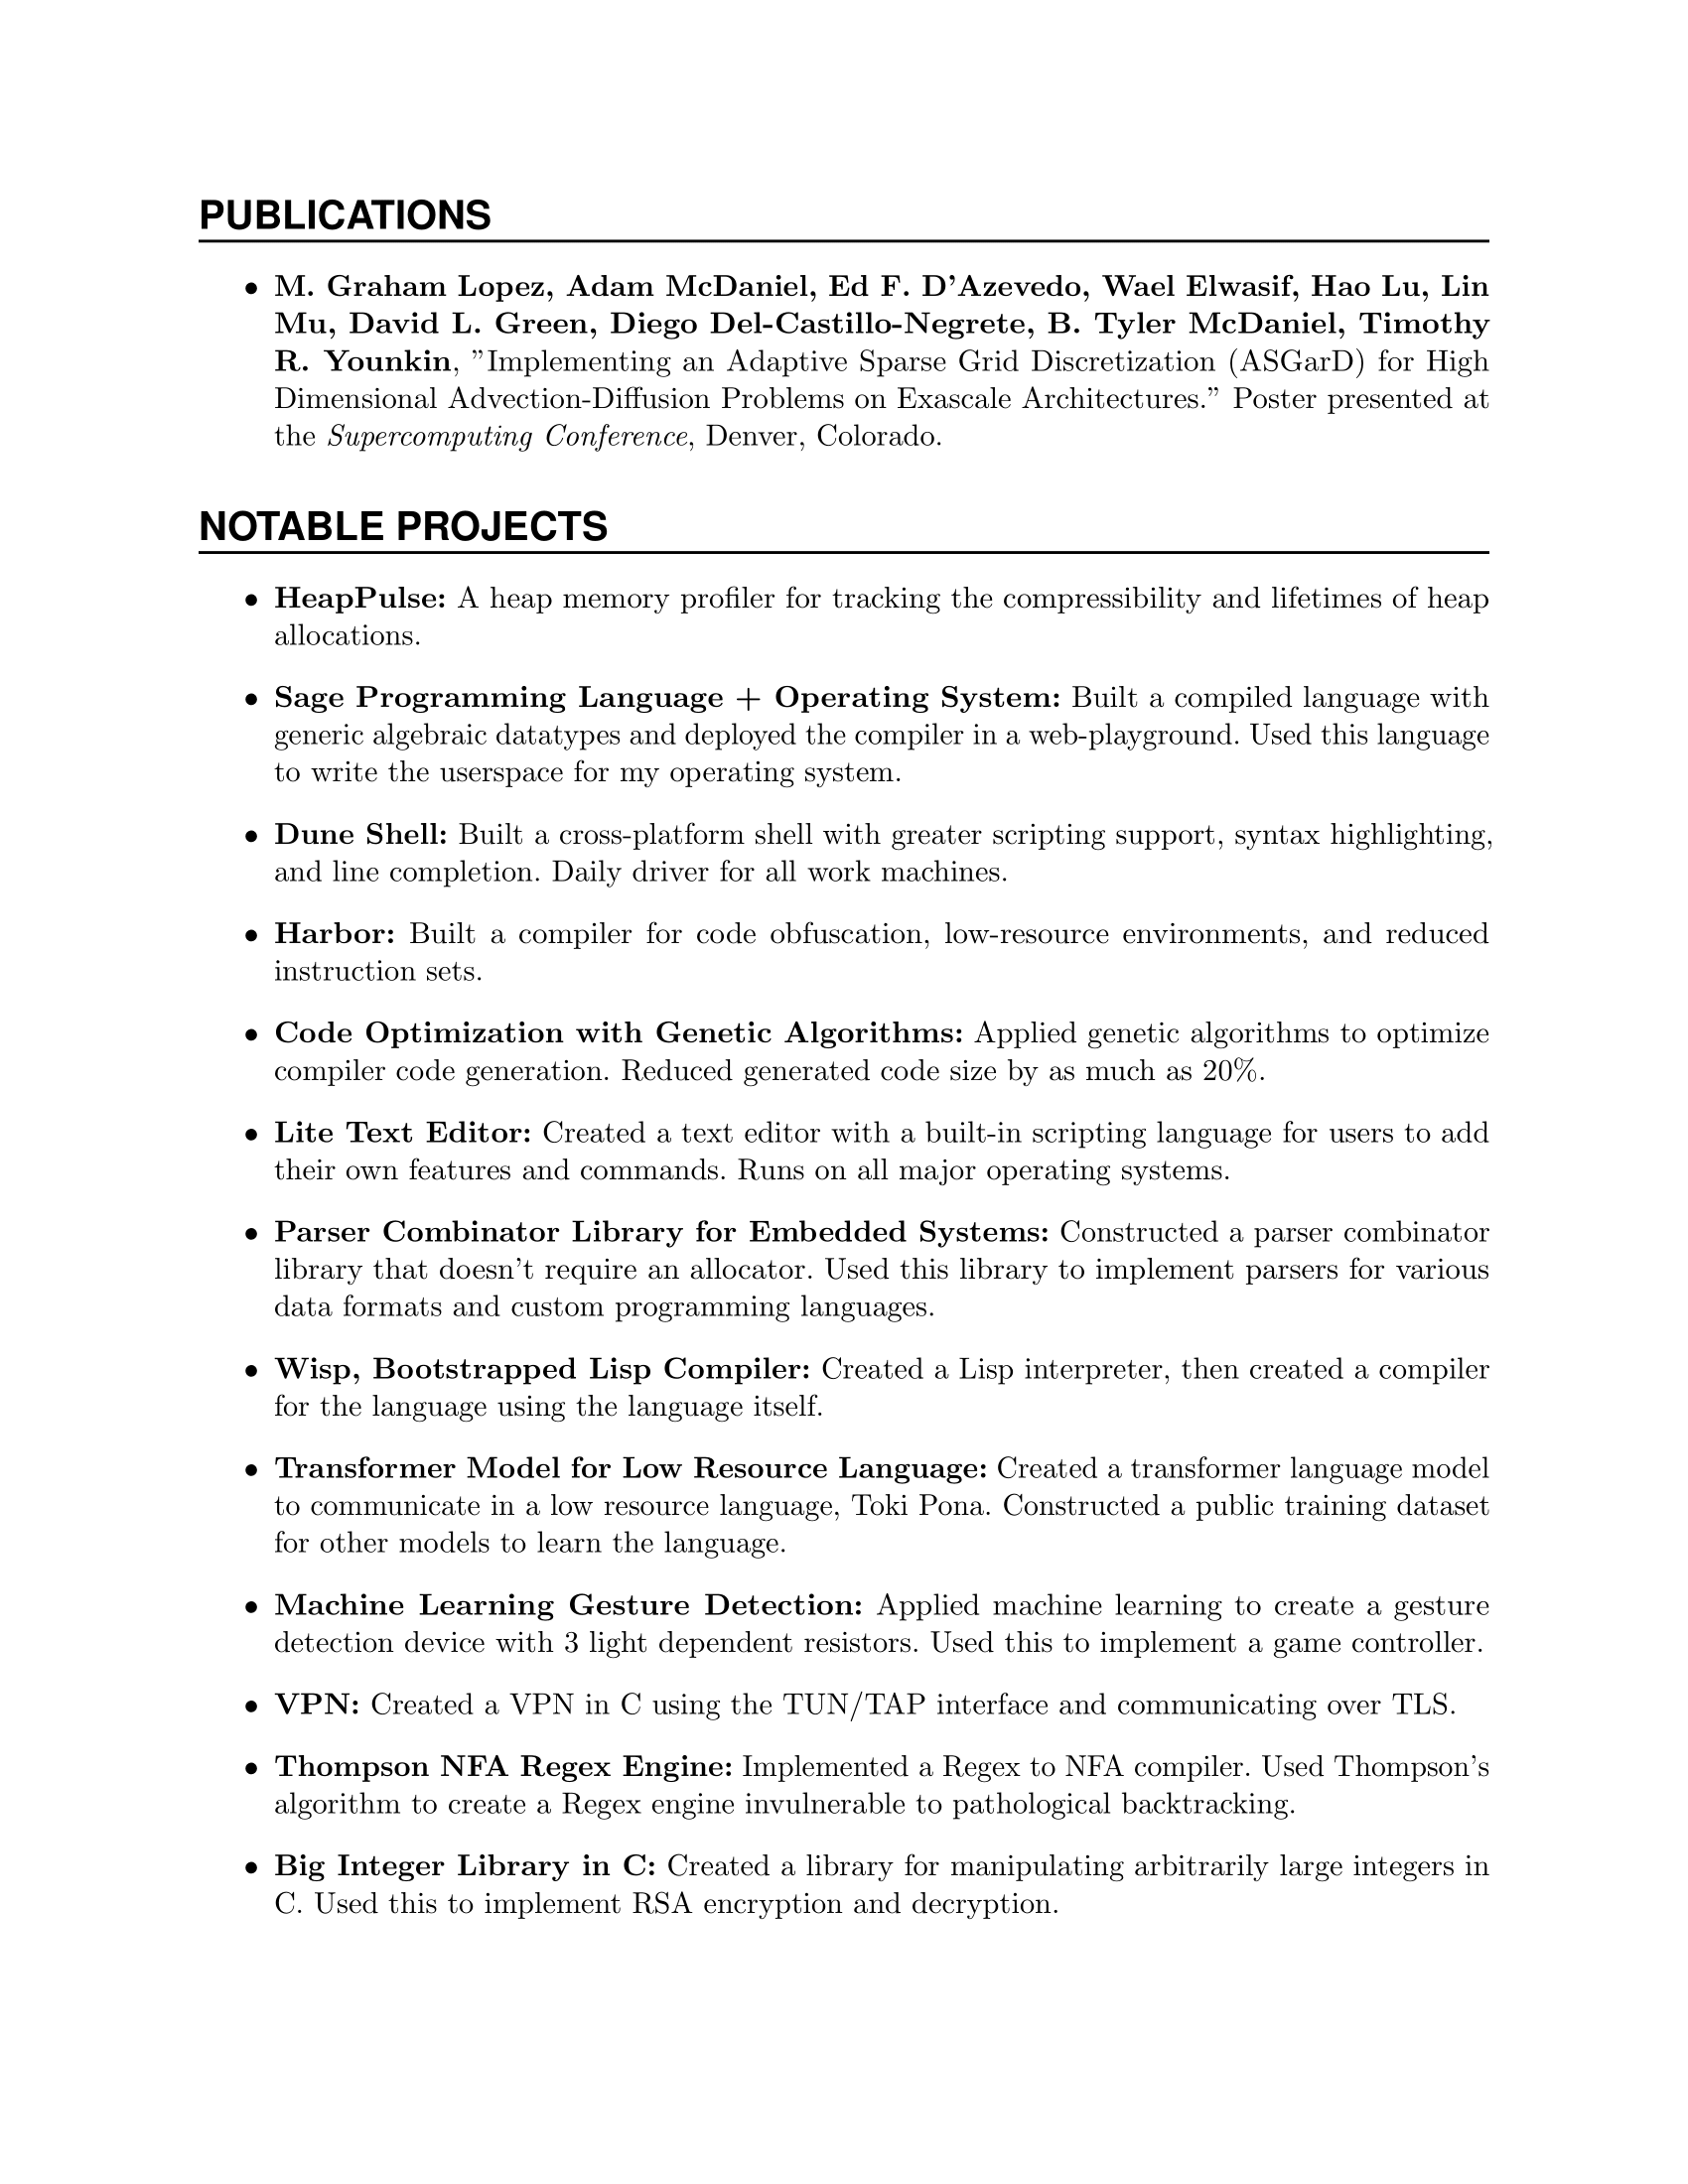 PUBLICATIONS
• M. Graham Lopez, Adam McDaniel, Ed F. D’Azevedo, Wael Elwasif, Hao Lu, Lin
Mu, David L. Green, Diego Del-Castillo-Negrete, B. Tyler McDaniel, Timothy
R. Younkin, ”Implementing an Adaptive Sparse Grid Discretization (ASGarD) for High
Dimensional Advection-Diffusion Problems on Exascale Architectures.” Poster presented at
the Supercomputing Conference, Denver, Colorado.
NOTABLE PROJECTS
• HeapPulse: A heap memory profiler for tracking the compressibility and lifetimes of heap
allocations.
• Sage Programming Language + Operating System: Built a compiled language with
generic algebraic datatypes and deployed the compiler in a web-playground. Used this language
to write the userspace for my operating system.
• Dune Shell: Built a cross-platform shell with greater scripting support, syntax highlighting,
and line completion. Daily driver for all work machines.
• Harbor: Built a compiler for code obfuscation, low-resource environments, and reduced
instruction sets.
• Code Optimization with Genetic Algorithms: Applied genetic algorithms to optimize
compiler code generation. Reduced generated code size by as much as 20%.
• Lite Text Editor: Created a text editor with a built-in scripting language for users to add
their own features and commands. Runs on all major operating systems.
• Parser Combinator Library for Embedded Systems: Constructed a parser combinator
library that doesn’t require an allocator. Used this library to implement parsers for various
data formats and custom programming languages.
• Wisp, Bootstrapped Lisp Compiler: Created a Lisp interpreter, then created a compiler
for the language using the language itself.
• Transformer Model for Low Resource Language: Created a transformer language model
to communicate in a low resource language, Toki Pona. Constructed a public training dataset
for other models to learn the language.
• Machine Learning Gesture Detection: Applied machine learning to create a gesture
detection device with 3 light dependent resistors. Used this to implement a game controller.
• VPN: Created a VPN in C using the TUN/TAP interface and communicating over TLS.
• Thompson NFA Regex Engine: Implemented a Regex to NFA compiler. Used Thompson’s
algorithm to create a Regex engine invulnerable to pathological backtracking.
• Big Integer Library in C: Created a library for manipulating arbitrarily large integers in
C. Used this to implement RSA encryption and decryption.